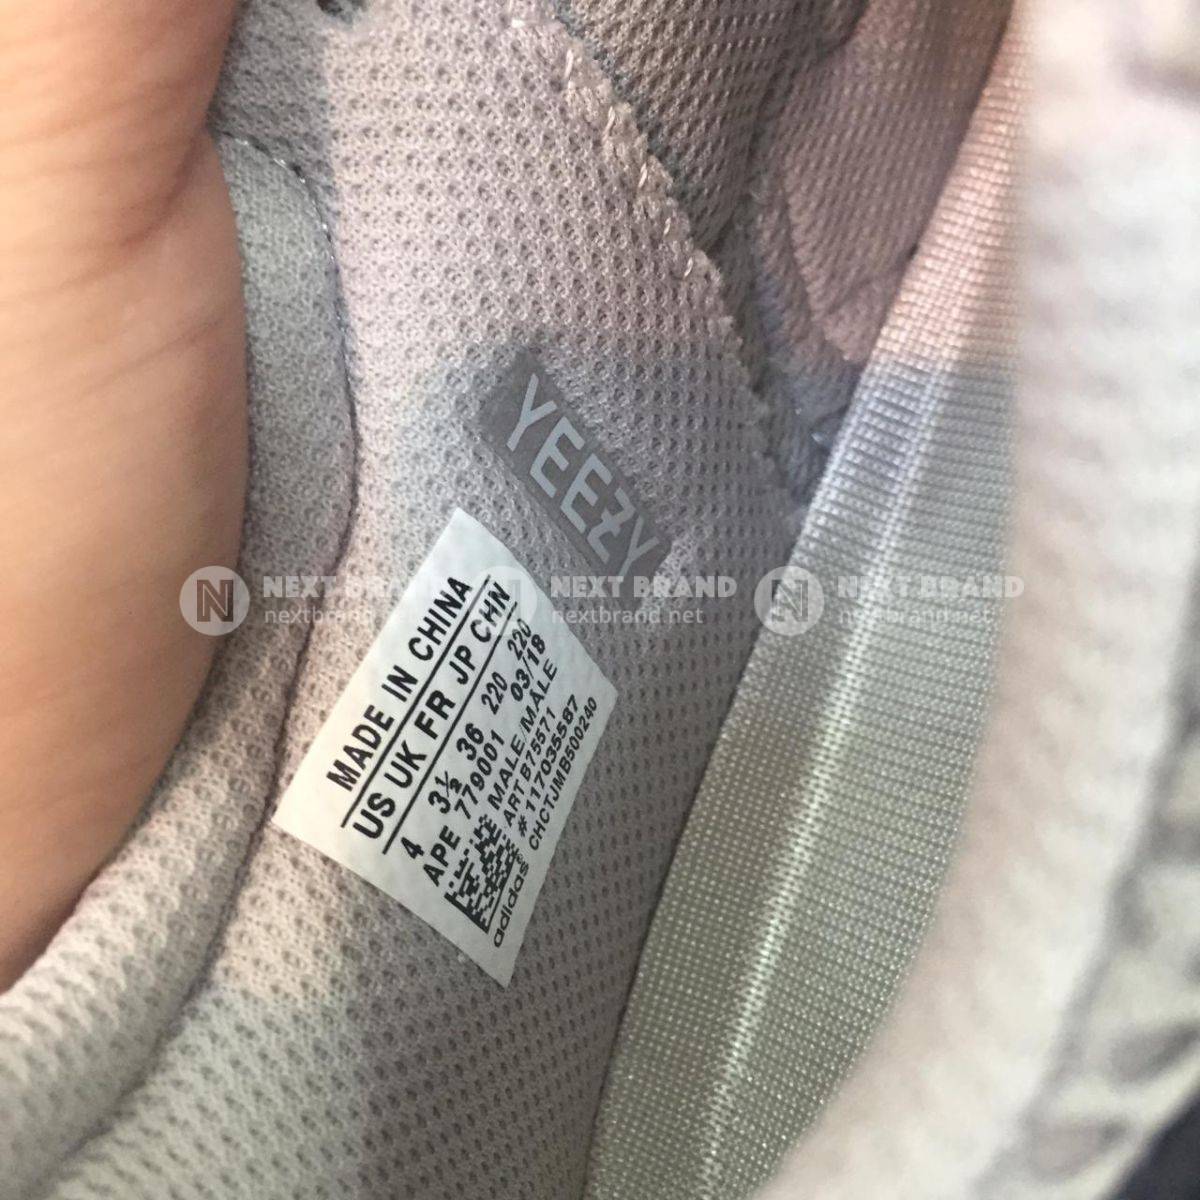 YEEZY
MADE IN CHINA
US UK FR JP CHN
4 3½ 36 220 220
APE 779001 03/18
MALE/MÂLE
ART B75571
# 117035587
adidas® CHCTJMB500240
N NEXT BRAND
nextbrand.net
N NEXT BRAND
nextbrand.net
N NEXT BRAND
nextbrand.net